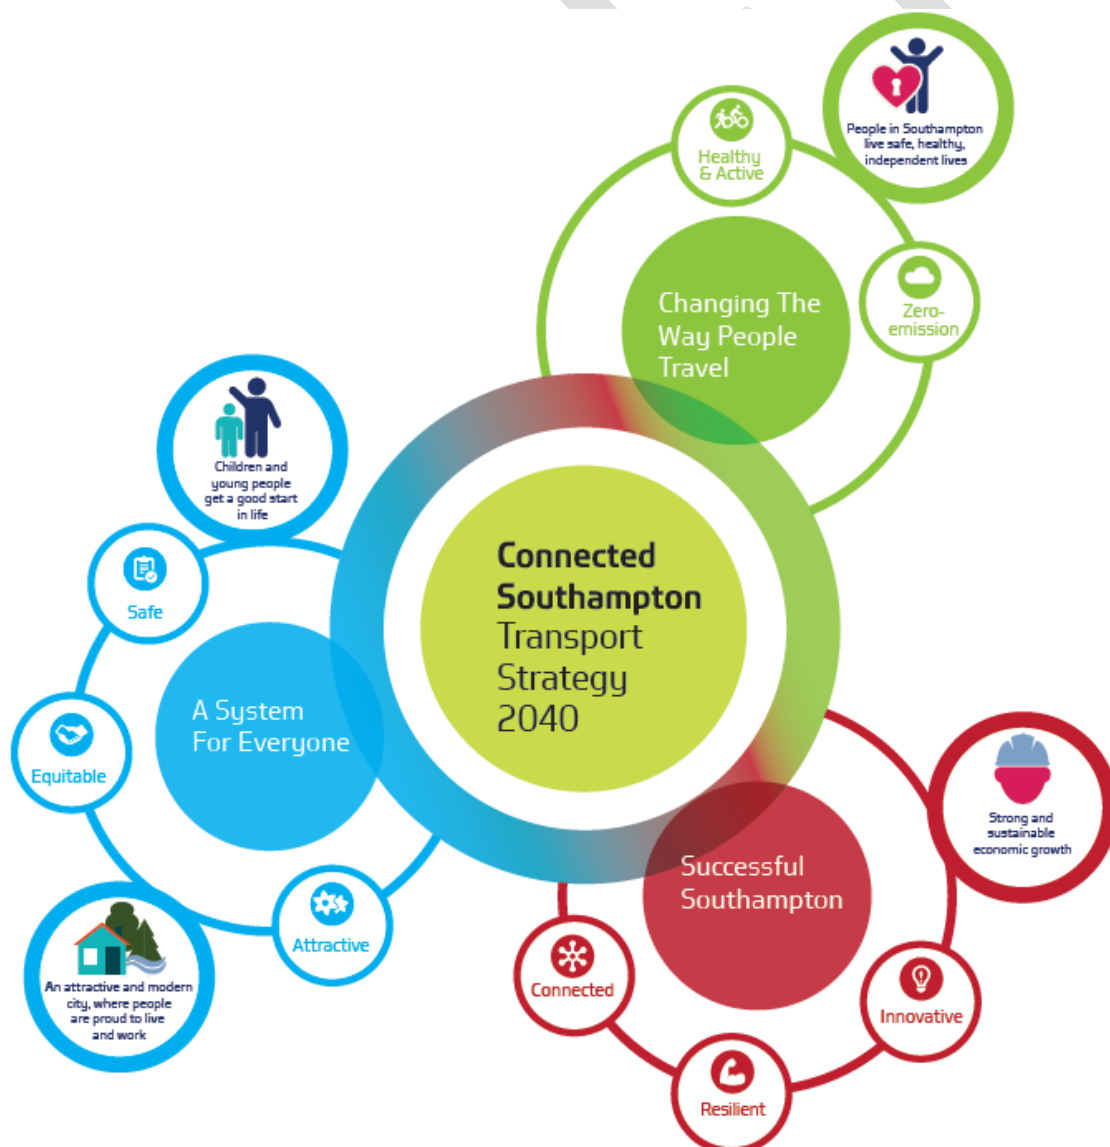 People in Southampton
live safe, healthy,
independent lives
Healthy
& Active
Zero-
emission
Changing The
Way People
Travel
Children and
young people
get a good start
in life
Safe
Equitable
A System
For Everyone
Attractive
An attractive and modern
city, where people
are proud to live
and work
Connected
Southampton
Transport
Strategy
2040
Strong and
sustainable
economic growth
Successful
Southampton
Connected
Innovative
Resilient